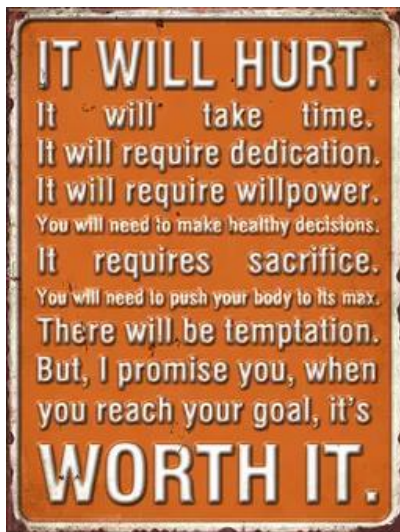 IT WILL HURT.
It will take time.
It will require dedication.
It will require willpower.
You will need to make healthy decisions.
It requires sacrifice.
You will need to push your body to its max.
There will be temptation.
But, I promise you, when
you reach your goal, it's
WORTH IT.